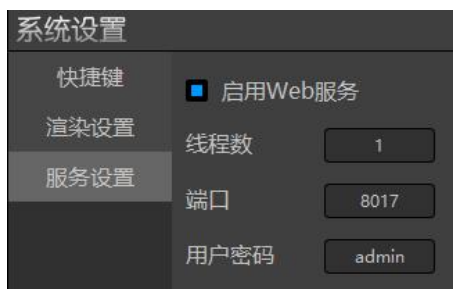 系统设置
快捷键
渲染设置
服务设置
启用Web服务
线程数 1
端口 8017
用户密码 admin